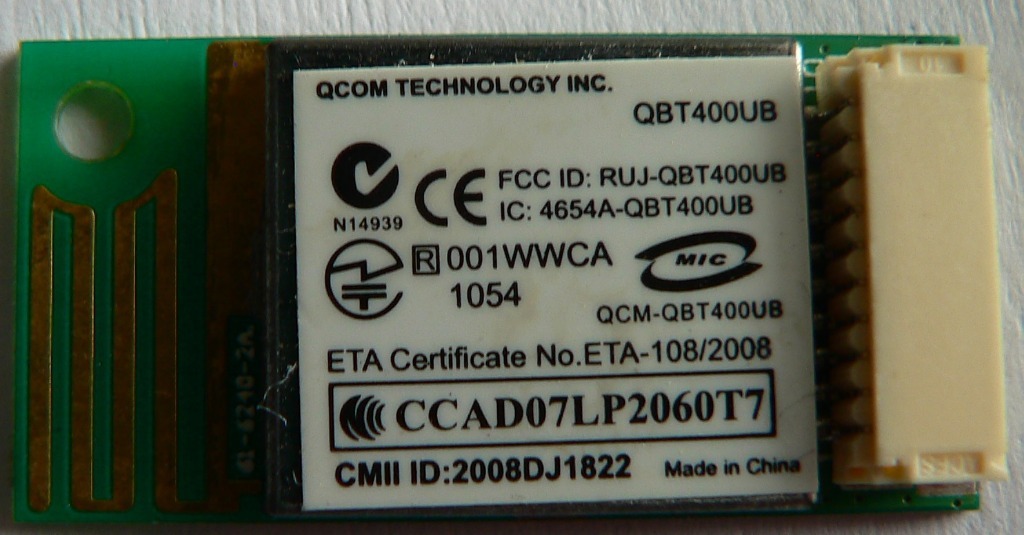 QCOM TECHNOLOGY INC.
QBT400UB
N14939
CE FCC ID: RUJ-QBT400UB
IC: 4654A-QBT400UB
R 001WWCA
1054
MIC
QCM-QBT400UB
ETA Certificate No.ETA-108/2008
CCAD07LP2060T7
CMII ID:2008DJ1822
Made in China